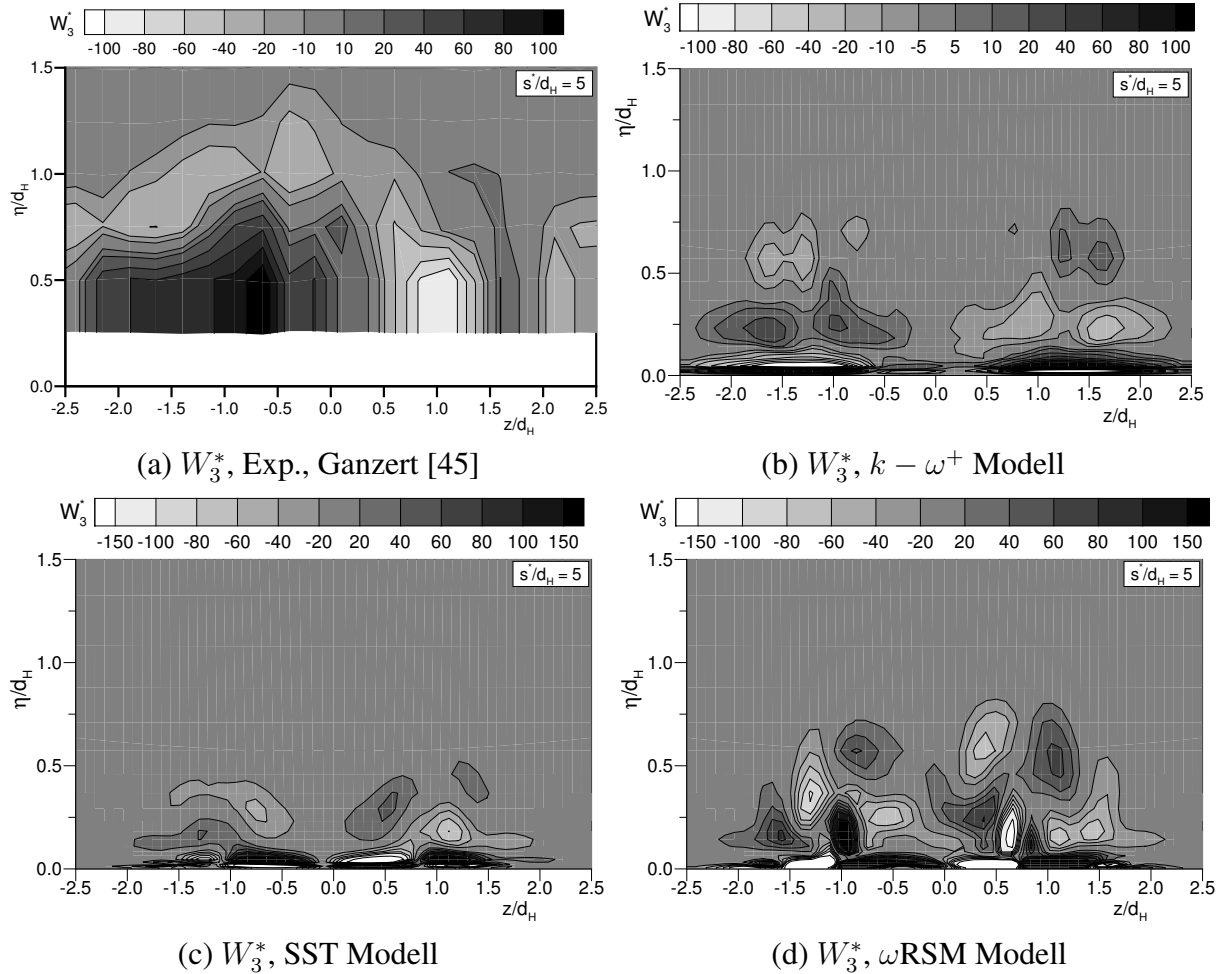 W*3
-100 -80 -60 -40 -20 -10 10 20 40 60 80 100
s*/dH = 5
1.5
1.0
0.5
0.0
η/dH
-2.5 -2.0 -1.5 -1.0 -0.5 0.0 0.5 1.0 1.5 2.0 2.5
z/dH
(a) W*3, Exp., Ganzert [45]
W*3
-100 -80 -60 -40 -20 -10 -5 5 10 20 40 60 80 100
s*/dH = 5
1.5
1.0
0.5
0.0
η/dH
-2.5 -2.0 -1.5 -1.0 -0.5 0.0 0.5 1.0 1.5 2.0 2.5
z/dH
(b) W*3, k − ω+ Modell
W*3
-150 -100 -80 -60 -40 -20 20 40 60 80 100 150
s*/dH = 5
1.5
1.0
0.5
0.0
η/dH
-2.5 -2.0 -1.5 -1.0 -0.5 0.0 0.5 1.0 1.5 2.0 2.5
z/dH
(c) W*3, SST Modell
W*3
-150 -100 -80 -60 -40 -20 20 40 60 80 100 150
s*/dH = 5
1.5
1.0
0.5
0.0
η/dH
-2.5 -2.0 -1.5 -1.0 -0.5 0.0 0.5 1.0 1.5 2.0 2.5
z/dH
(d) W*3, ωRSM Modell